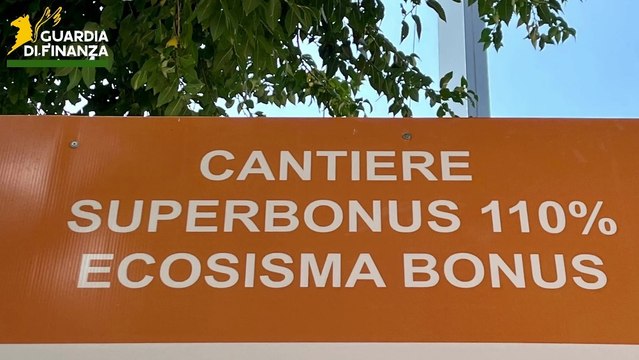 GUARDIA
DI FINANZA
CANTIERE
SUPERBONUS 110%
ECOSISMA BONUS